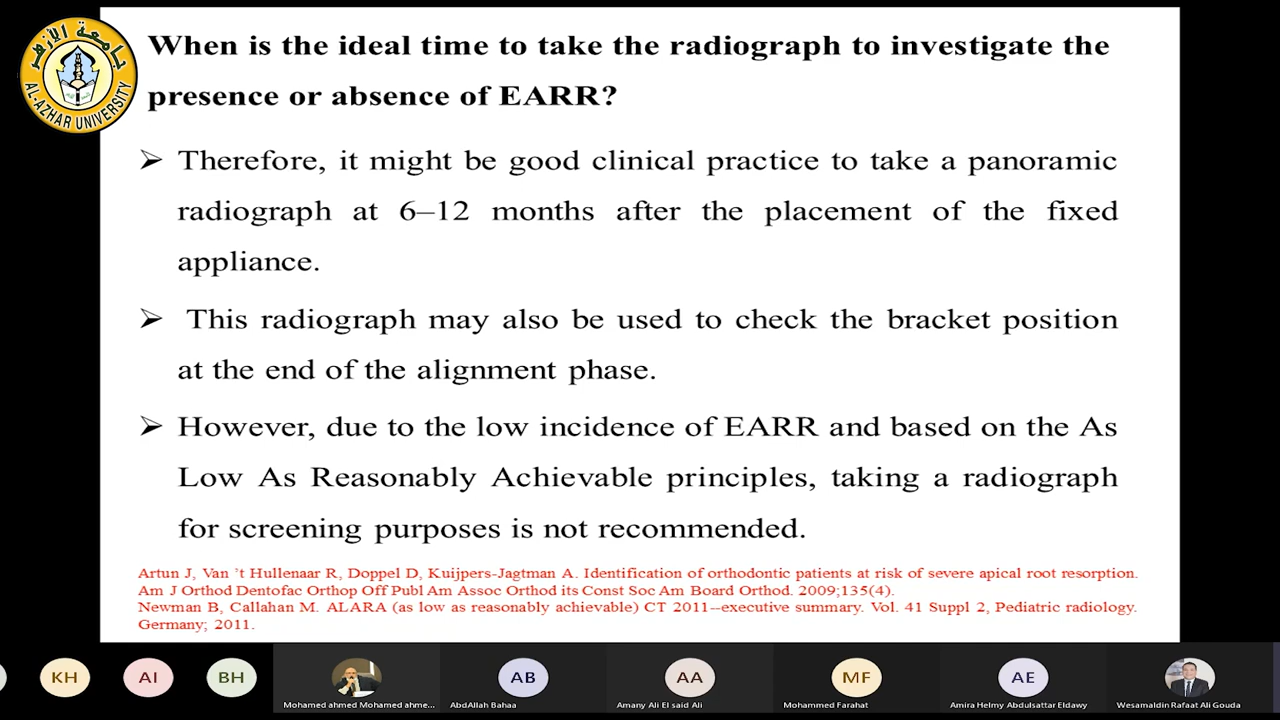 جامعة الأزهر
AL-AZHAR UNIVERSITY
When is the ideal time to take the radiograph to investigate the
presence or absence of EARR?
➢ Therefore, it might be good clinical practice to take a panoramic
radiograph at 6–12 months after the placement of the fixed
appliance.
➢ This radiograph may also be used to check the bracket position
at the end of the alignment phase.
➢ However, due to the low incidence of EARR and based on the As
Low As Reasonably Achievable principles, taking a radiograph
for screening purposes is not recommended.
Artun J, Van 't Hullenaar R, Doppel D, Kuijpers-Jagtman A. Identification of orthodontic patients at risk of severe apical root resorption.
Am J Orthod Dentofac Orthop Off Publ Am Assoc Orthod its Const Soc Am Board Orthod. 2009;135(4).
Newman B, Callahan M. ALARA (as low as reasonably achievable) CT 2011--executive summary. Vol. 41 Suppl 2, Pediatric radiology.
Germany; 2011.
KH AI BH AB AA MF AE
Mohamed ahmed Mohamed ahme... AbdAllah Bahaa Amany Ali El said Ali Mohammed Farahat Amira Helmy Abdulsattar Eldawy Wesamaldin Rafaat Ali Gouda